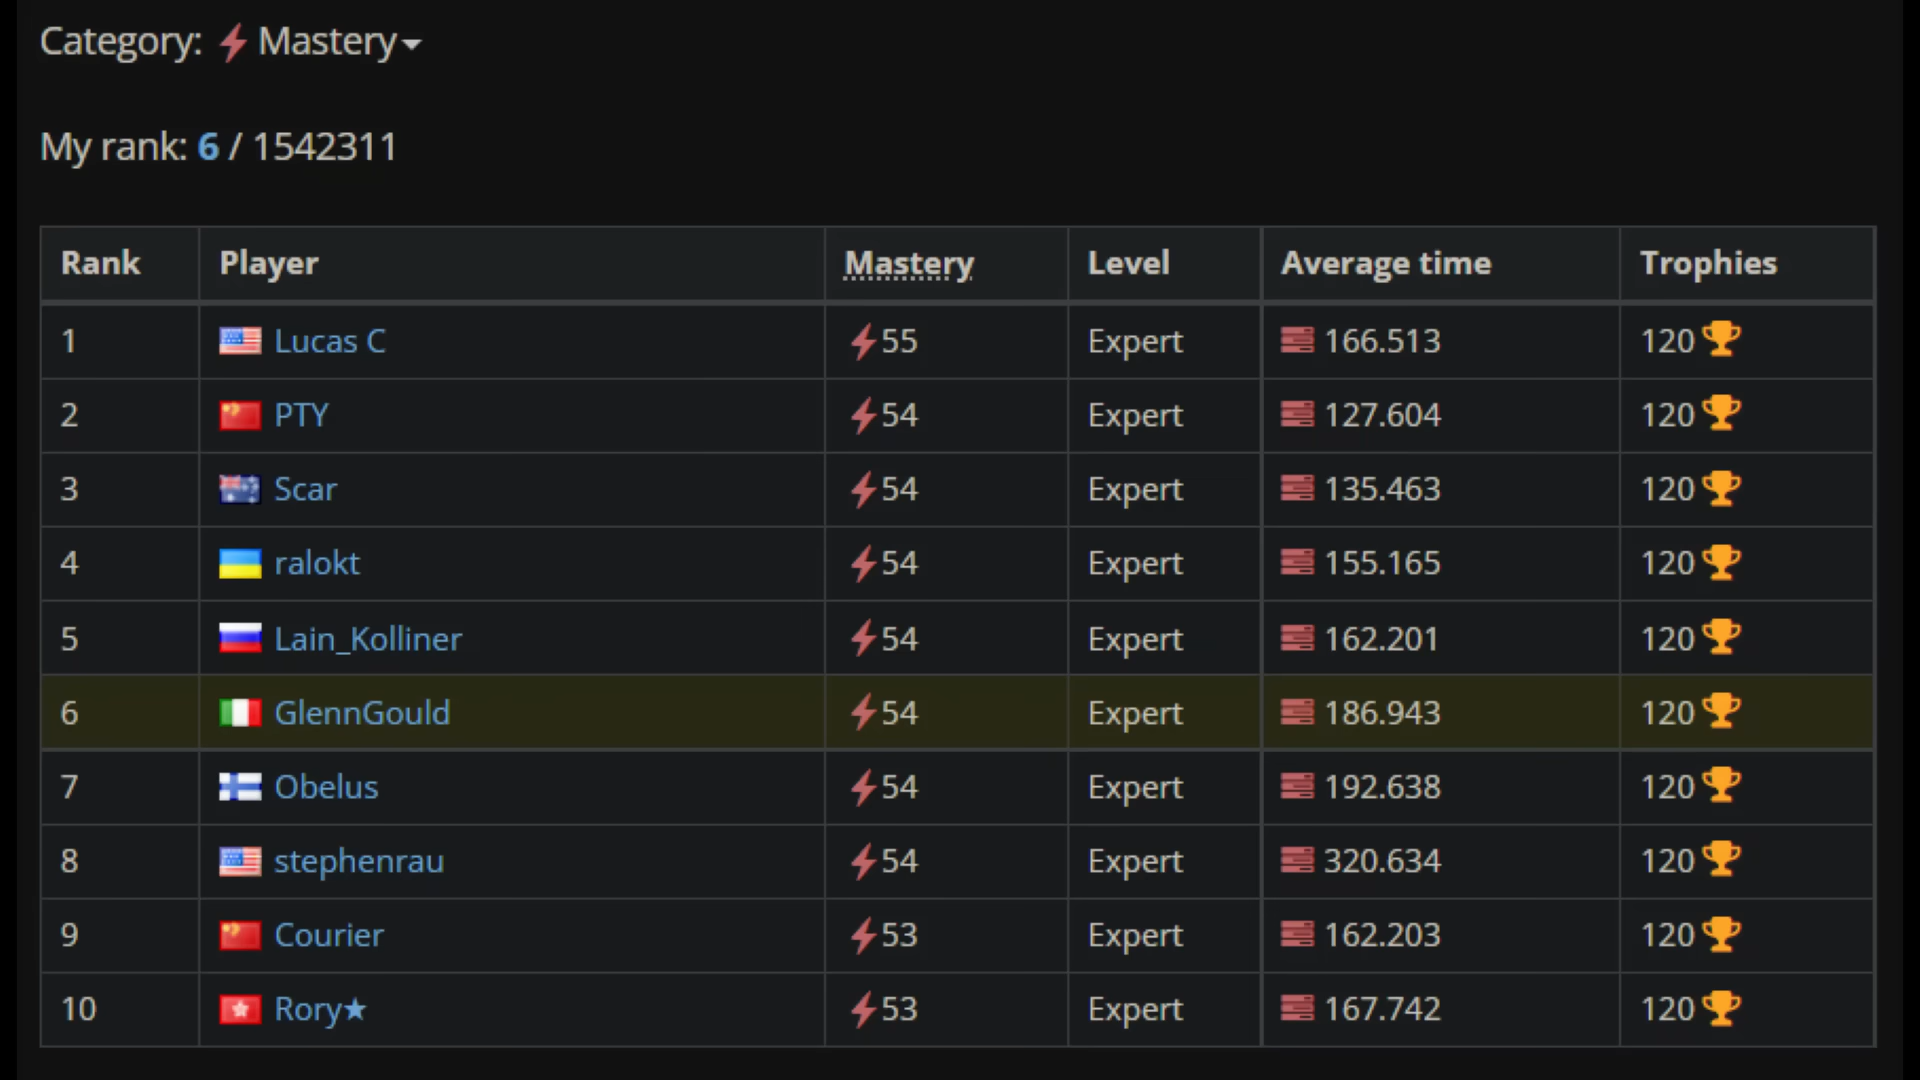 Category: Mastery
My rank: 6 / 1542311
Rank Player Mastery Level Average time Trophies
1 Lucas C 55 Expert 166.513 120
2 PTY 54 Expert 127.604 120
3 Scar 54 Expert 135.463 120
4 ralokt 54 Expert 155.165 120
5 Lain_Kolliner 54 Expert 162.201 120
6 GlennGould 54 Expert 186.943 120
7 Obelus 54 Expert 192.638 120
8 stephenrau 54 Expert 320.634 120
9 Courier 53 Expert 162.203 120
10 Rory★ 53 Expert 167.742 120